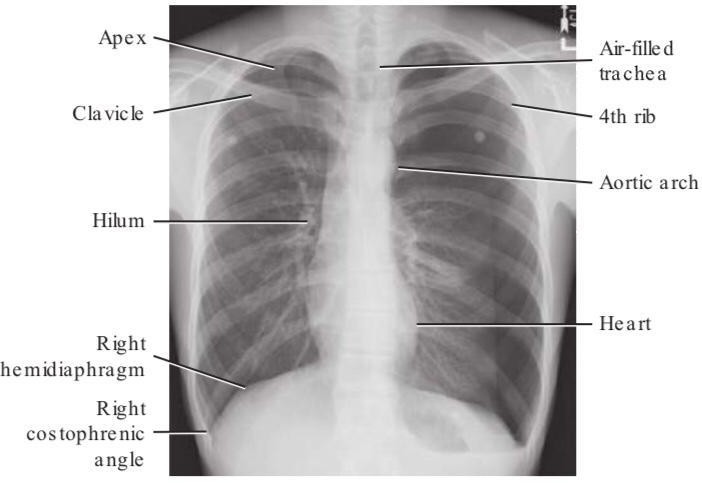 Apex
Clavicle
Hilum
Right
hemidiaphragm
Right
costophrenic
angle
Air-filled
trachea
4th rib
Aortic arch
Heart